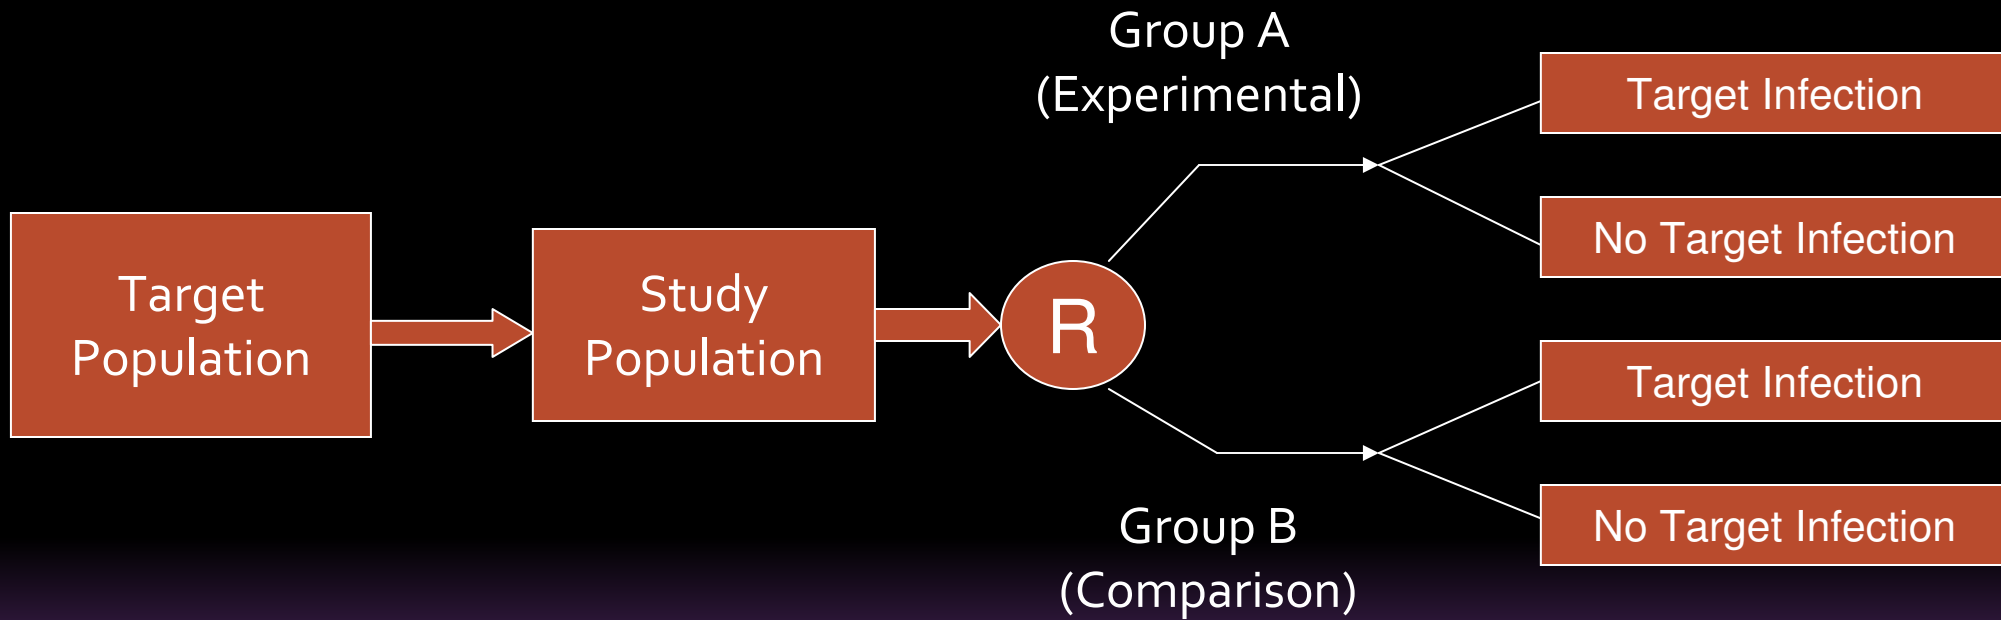 Target
Population
Study
Population
R
Group A
(Experimental)
Target Infection
No Target Infection
Group B
(Comparison)
Target Infection
No Target Infection